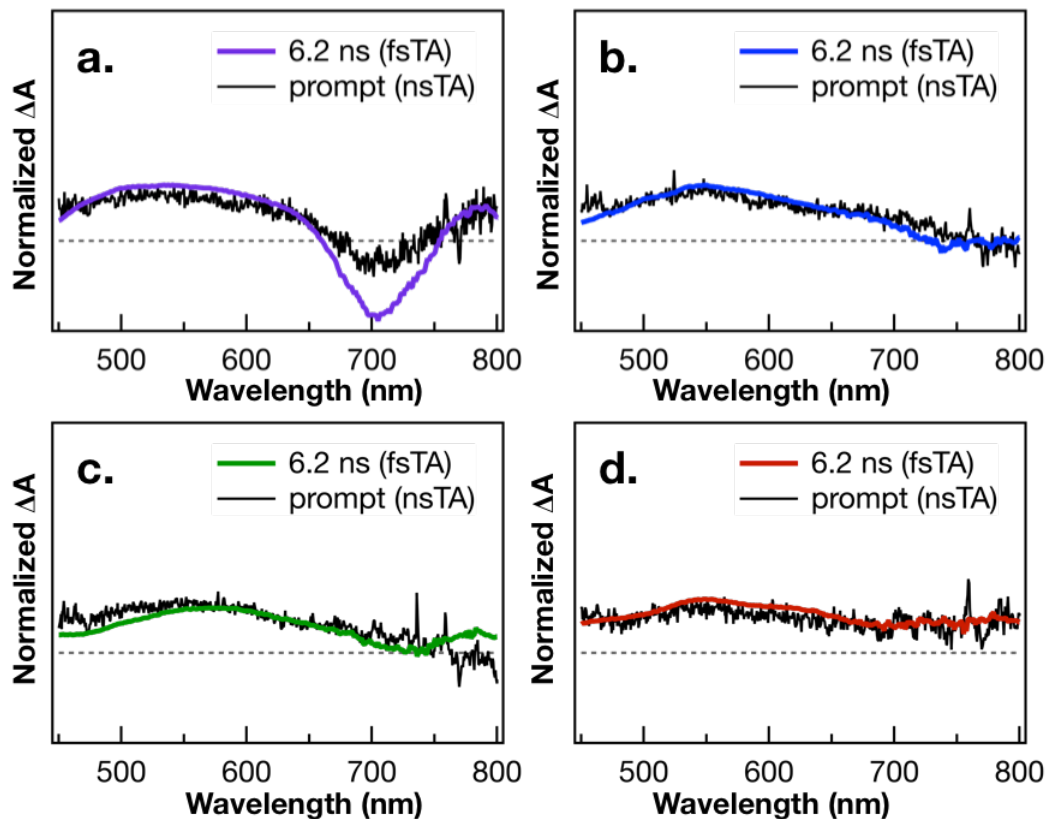 a.
6.2 ns (fsTA)
prompt (nsTA)
Normalized ΔA
500 600 700 800
Wavelength (nm)
b.
6.2 ns (fsTA)
prompt (nsTA)
Normalized ΔA
500 600 700 800
Wavelength (nm)
c.
6.2 ns (fsTA)
prompt (nsTA)
Normalized ΔA
500 600 700 800
Wavelength (nm)
d.
6.2 ns (fsTA)
prompt (nsTA)
Normalized ΔA
500 600 700 800
Wavelength (nm)